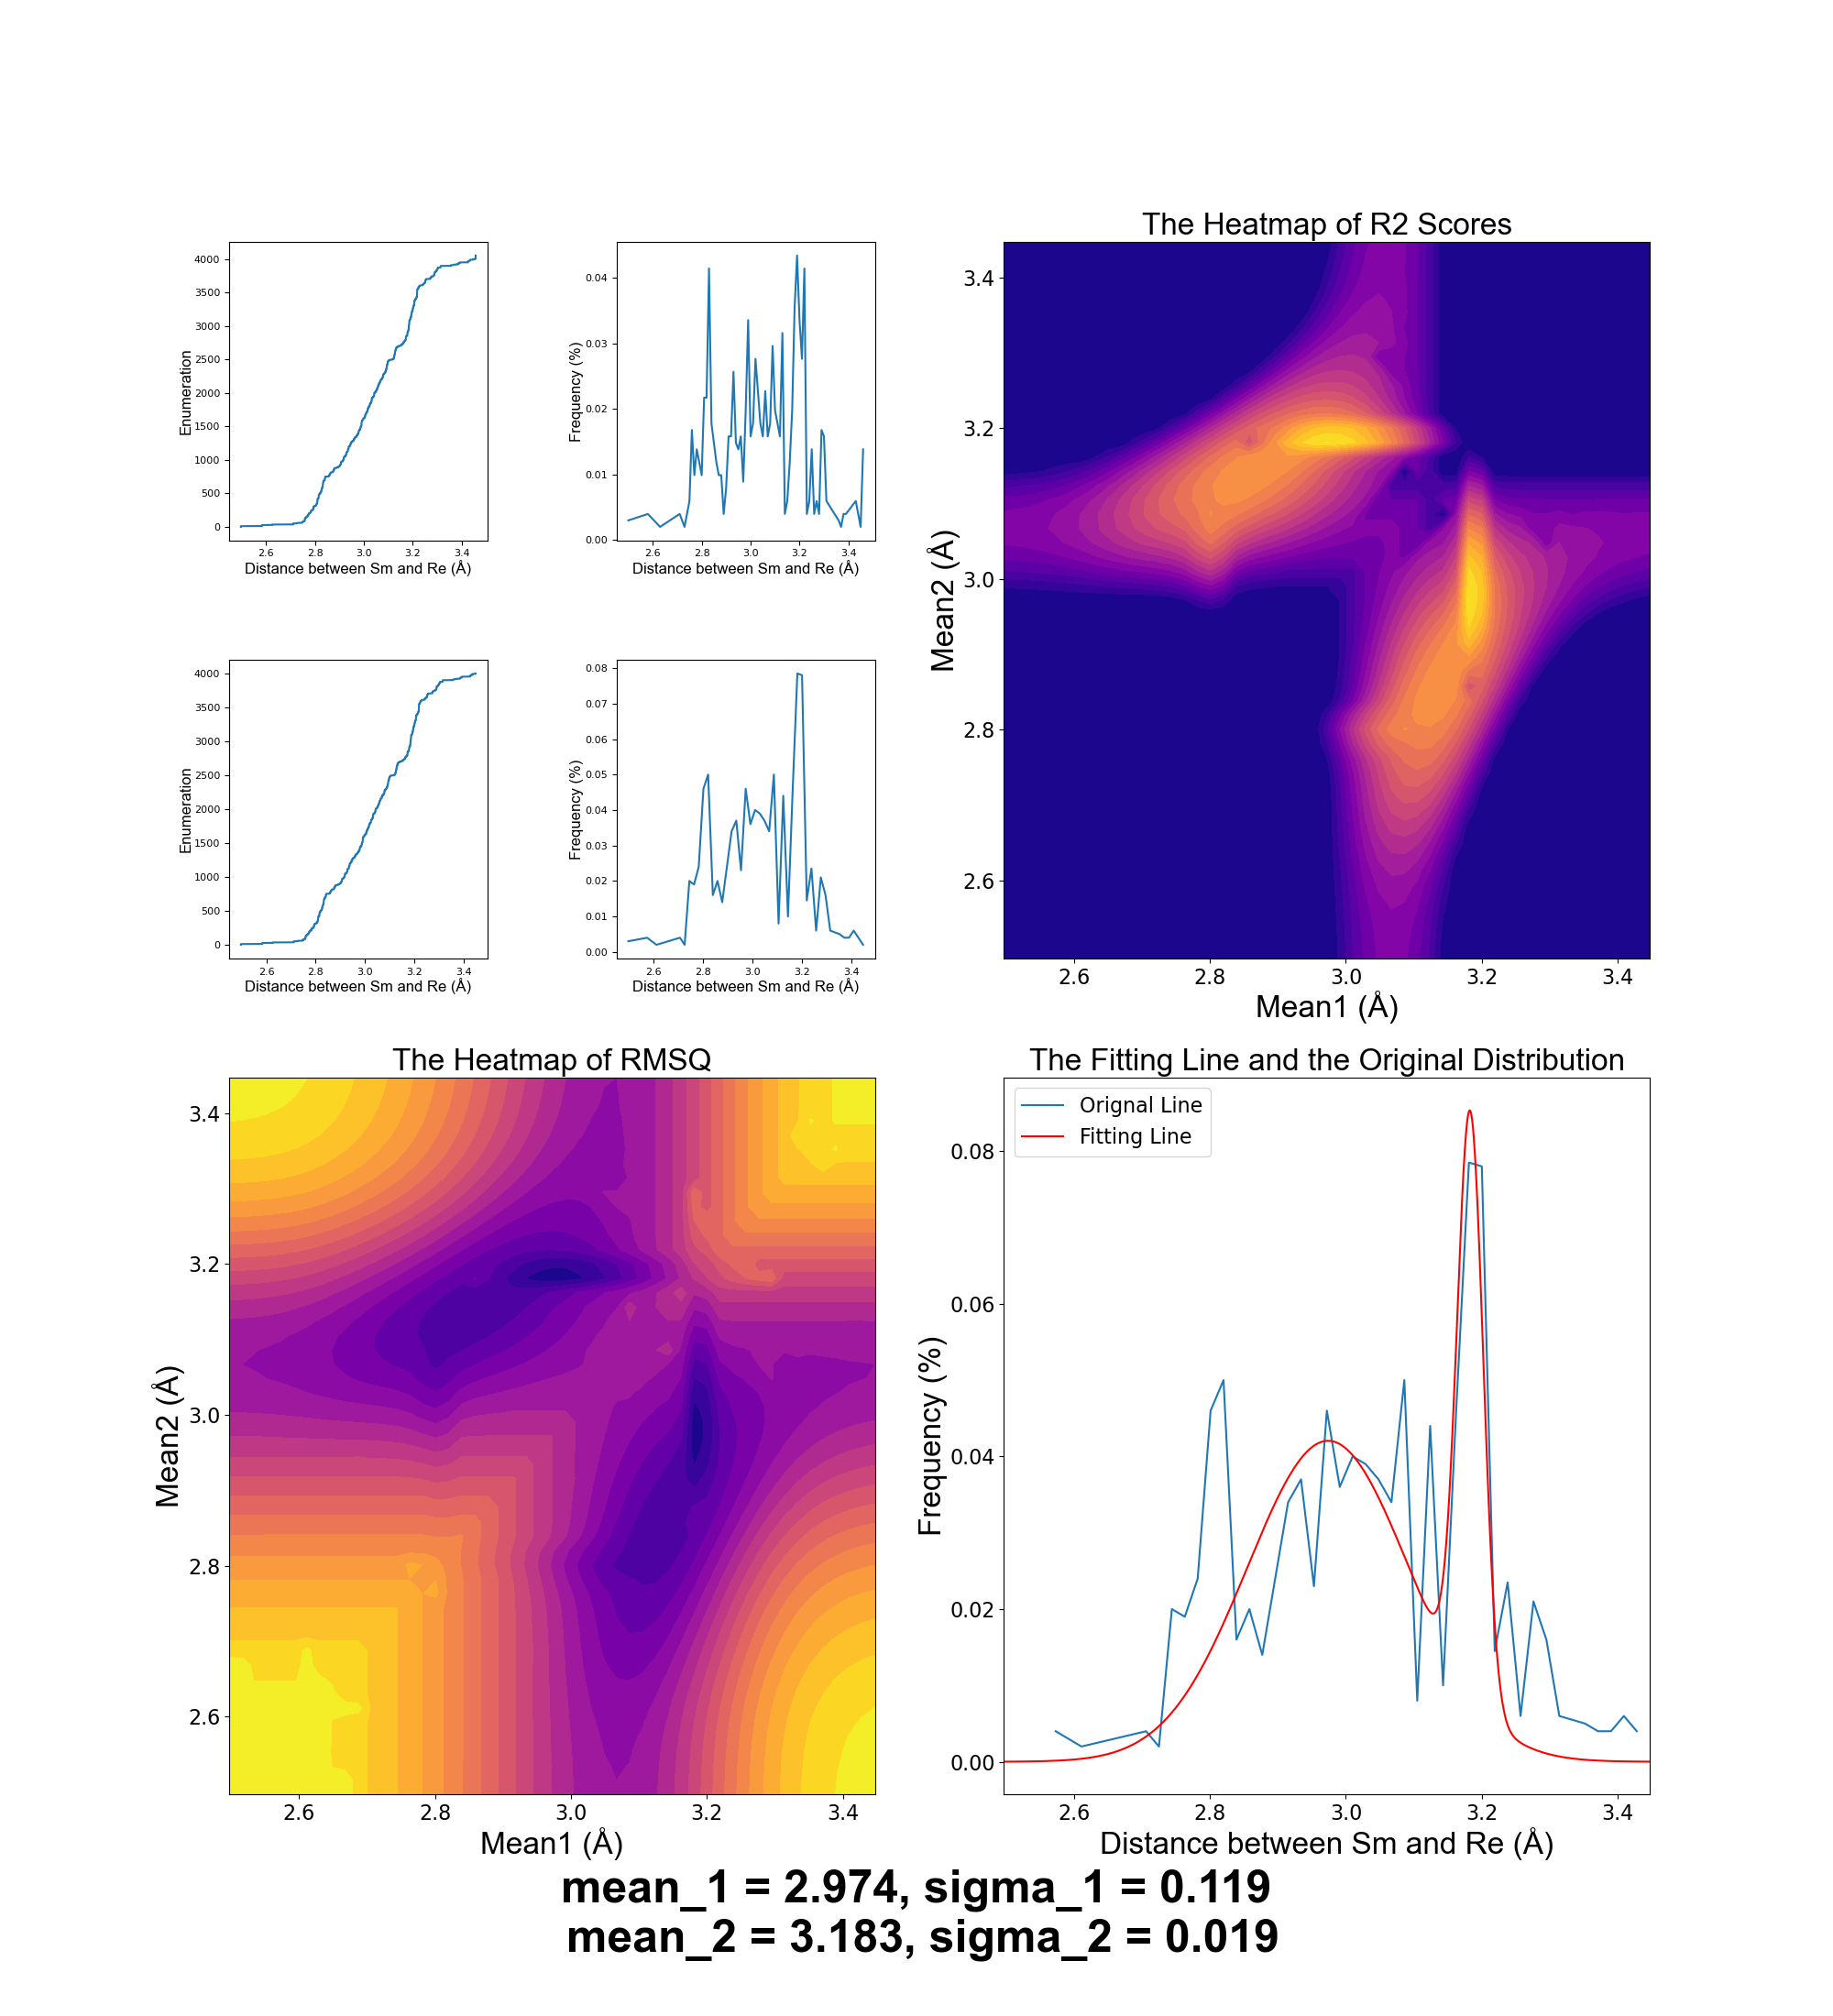 The Heatmap of R2 Scores
4000
3500
3000
2500
2000
1500
1000
500
0
Enumeration
2.6 2.8 3.0 3.2 3.4
Distance between Sm and Re (Å)
0.04
0.03
0.02
0.01
0.00
Frequency (%)
2.6 2.8 3.0 3.2 3.4
Distance between Sm and Re (Å)
3.4
3.2
3.0
2.8
2.6
Mean2 (Å)
2.6 2.8 3.0 3.2 3.4
Mean1 (Å)
4000
3500
3000
2500
2000
1500
1000
500
0
Enumeration
2.6 2.8 3.0 3.2 3.4
Distance between Sm and Re (Å)
0.08
0.07
0.06
0.05
0.04
0.03
0.02
0.01
0.00
Frequency (%)
2.6 2.8 3.0 3.2 3.4
Distance between Sm and Re (Å)
The Heatmap of RMSQ
3.4
3.2
3.0
2.8
2.6
Mean2 (Å)
2.6 2.8 3.0 3.2 3.4
Mean1 (Å)
The Fitting Line and the Original Distribution
Orignal Line
Fitting Line
0.08
0.06
0.04
0.02
0.00
Frequency (%)
2.6 2.8 3.0 3.2 3.4
Distance between Sm and Re (Å)
mean_1 = 2.974, sigma_1 = 0.119
mean_2 = 3.183, sigma_2 = 0.019